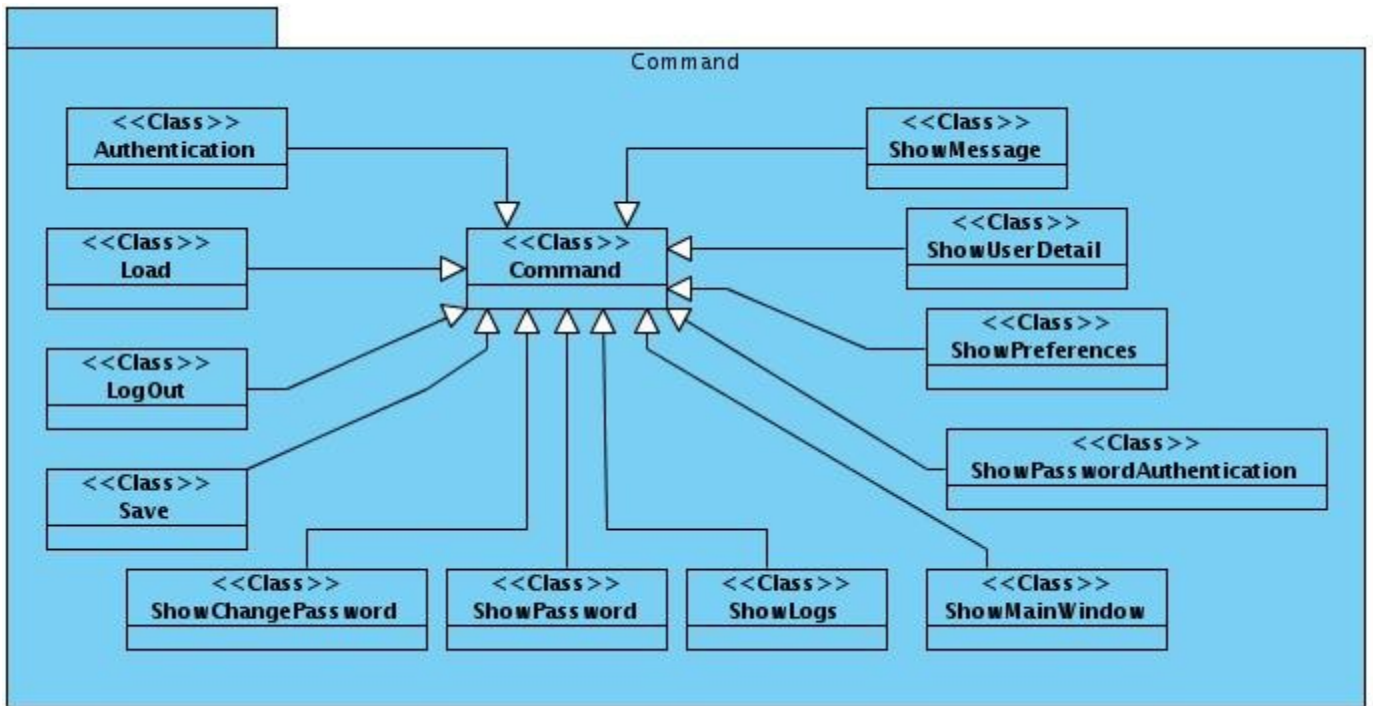 Command
<<Class>>
Authentication
<<Class>>
ShowMessage
<<Class>>
Load
<<Class>>
Command
<<Class>>
ShowUserDetail
<<Class>>
LogOut
<<Class>>
ShowPreferences
<<Class>>
Save
<<Class>>
ShowPasswordAuthentication
<<Class>>
ShowChangePassword
<<Class>>
ShowPassword
<<Class>>
ShowLogs
<<Class>>
ShowMainWindow